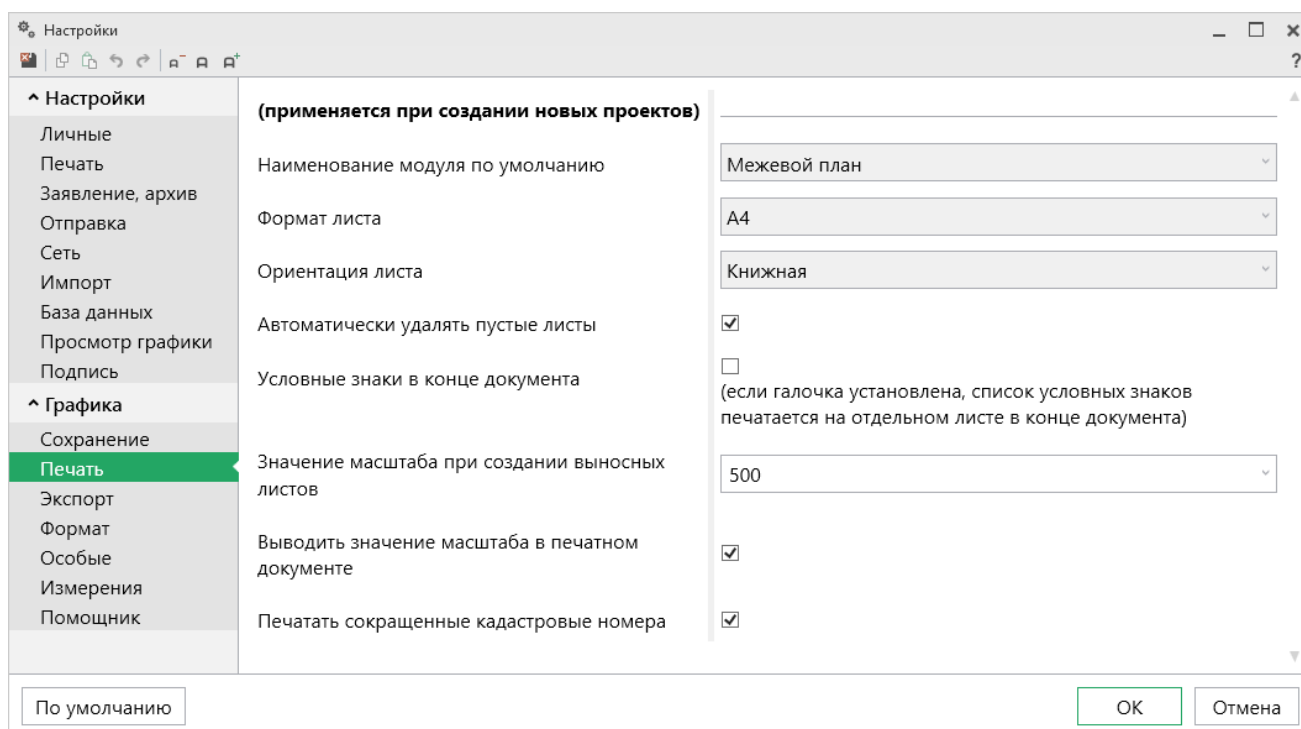 Настройки
?
Настройки
Личные
Печать
Заявление, архив
Отправка
Сеть
Импорт
База данных
Просмотр графики
Подпись
Графика
Сохранение
Печать
Экспорт
Формат
Особые
Измерения
Помощник
(применяется при создании новых проектов)
Наименование модуля по умолчанию
Межевой план
Формат листа
А4
Ориентация листа
Книжная
Автоматически удалять пустые листы
Условные знаки в конце документа
(если галочка установлена, список условных знаков
печатается на отдельном листе в конце документа)
Значение масштаба при создании выносных
листов
500
Выводить значение масштаба в печатном
документе
Печатать сокращенные кадастровые номера
По умолчанию
ОК
Отмена